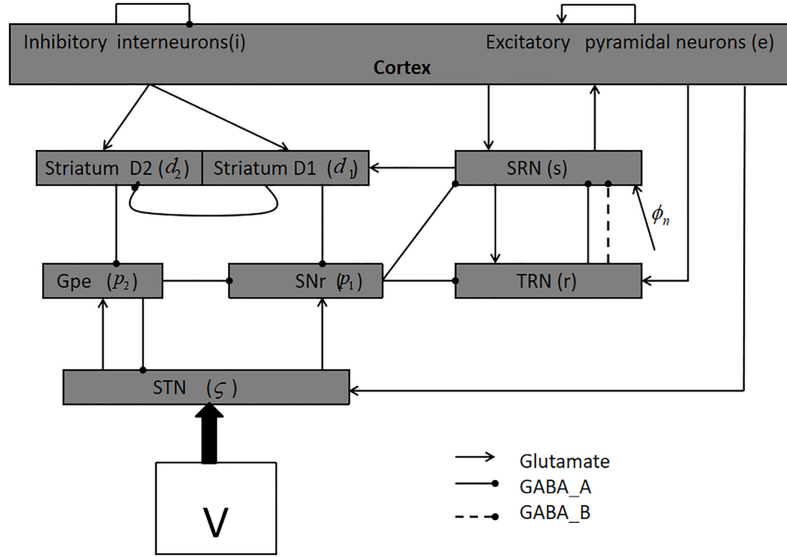 Inhibitory interneurons(i) Excitatory pyramidal neurons (e)
Cortex
Striatum D2 (d₂) Striatum D1 (d₁) SRN (s)
ϕₙ
Gpe (p₂) SNr (p₁) TRN (r)
STN (ς)
V
Glutamate
GABA_A
GABA_B